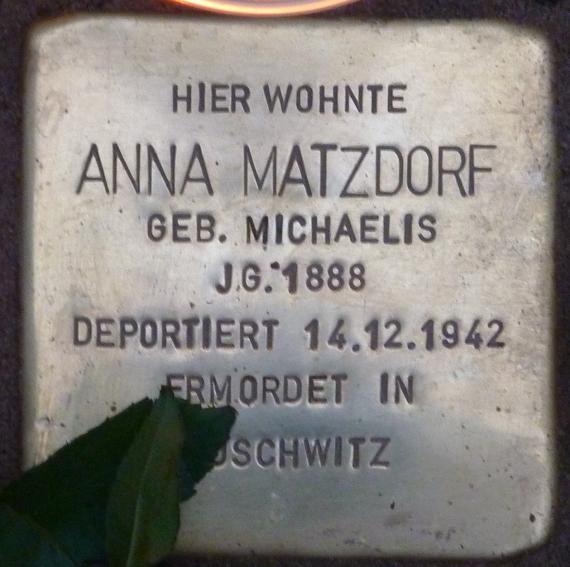 HIER WOHNTE
ANNA MATZDORF
GEB. MICHAELIS
J.G. 1888
DEPORTIERT 14.12.1942
ERMORDET IN
USCHWITZ